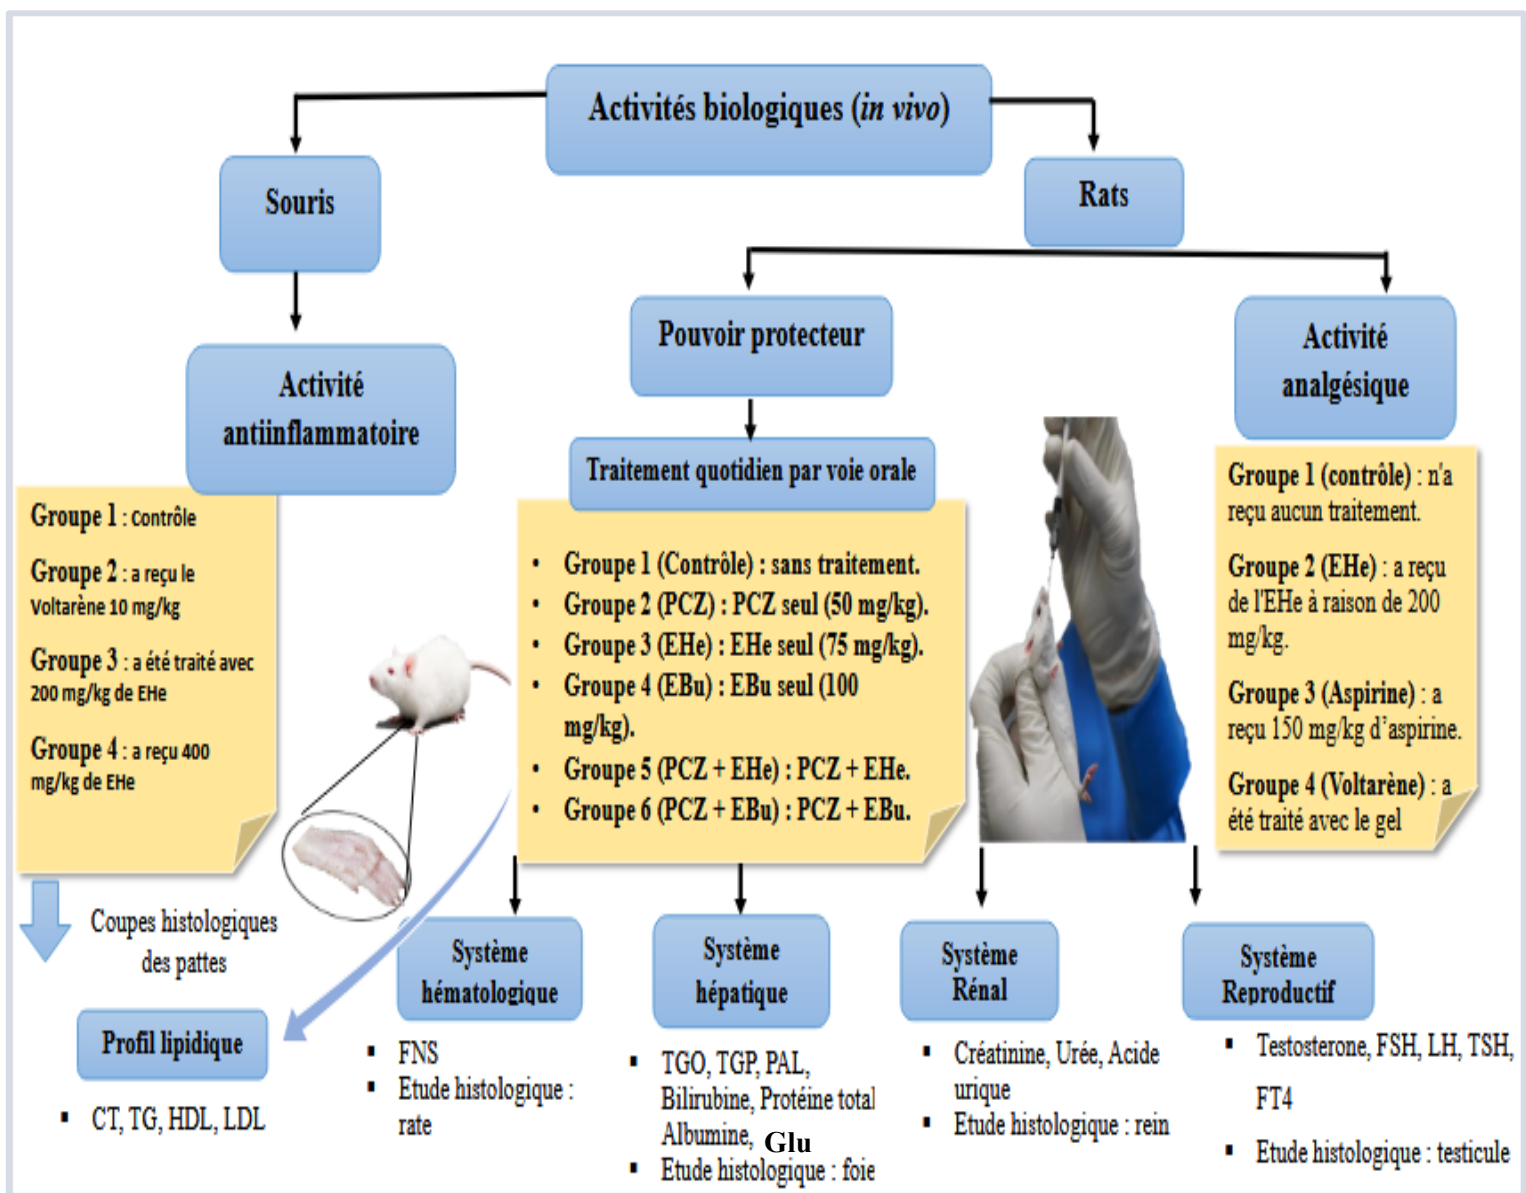 Activités biologiques (in vivo)
Souris
Rats
Activité
antiinflammatoire
Pouvoir protecteur
Activité
analgésique
Traitement quotidien par voie orale
Groupe 1 : Contrôle
Groupe 2 : a reçu le
Voltarène 10 mg/kg
Groupe 3 : a été traité avec
200 mg/kg de EHe
Groupe 4 : a reçu 400
mg/kg de EHe
• Groupe 1 (Contrôle) : sans traitement.
• Groupe 2 (PCZ) : PCZ seul (50 mg/kg).
• Groupe 3 (EHe) : EHe seul (75 mg/kg).
• Groupe 4 (EBu) : EBu seul (100
mg/kg).
• Groupe 5 (PCZ + EHe) : PCZ + EHe.
• Groupe 6 (PCZ + EBu) : PCZ + EBu.
Groupe 1 (contrôle) : n'a
reçu aucun traitement.
Groupe 2 (EHe) : a reçu
de l'EHe à raison de 200
mg/kg.
Groupe 3 (Aspirine) : a
reçu 150 mg/kg d’aspirine.
Groupe 4 (Voltarène) : a
été traité avec le gel
Coupes histologiques
des pattes
Profil lipidique
▪ CT, TG, HDL, LDL
Système
hématologique
▪ FNS
▪ Etude histologique :
rate
Système
hépatique
▪ TGO, TGP, PAL,
Bilirubine, Protéine total
Albumine, Glu
▪ Etude histologique : foie
Système
Rénal
▪ Créatinine, Urée, Acide
urique
▪ Etude histologique : rein
Système
Reproductif
▪ Testosterone, FSH, LH, TSH,
FT4
▪ Etude histologique : testicule